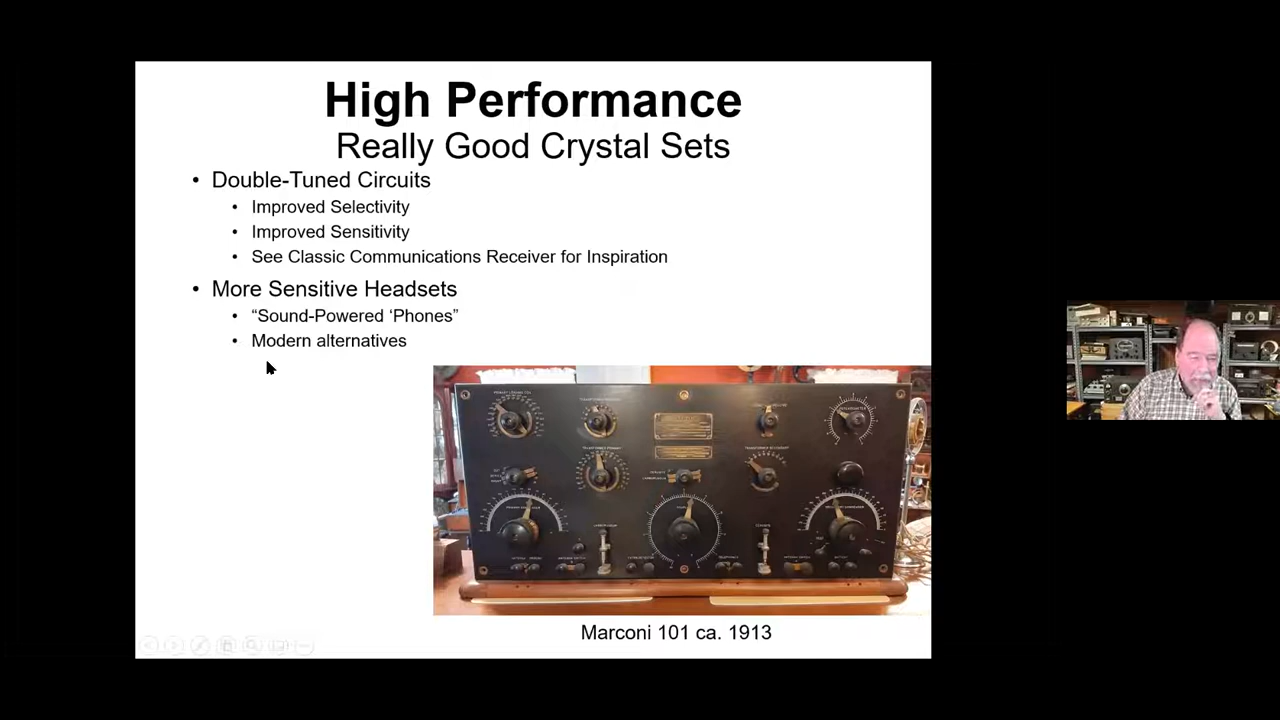 High Performance
Really Good Crystal Sets
• Double-Tuned Circuits
• Improved Selectivity
• Improved Sensitivity
• See Classic Communications Receiver for Inspiration
• More Sensitive Headsets
• “Sound-Powered ‘Phones”
• Modern alternatives
Marconi 101 ca. 1913